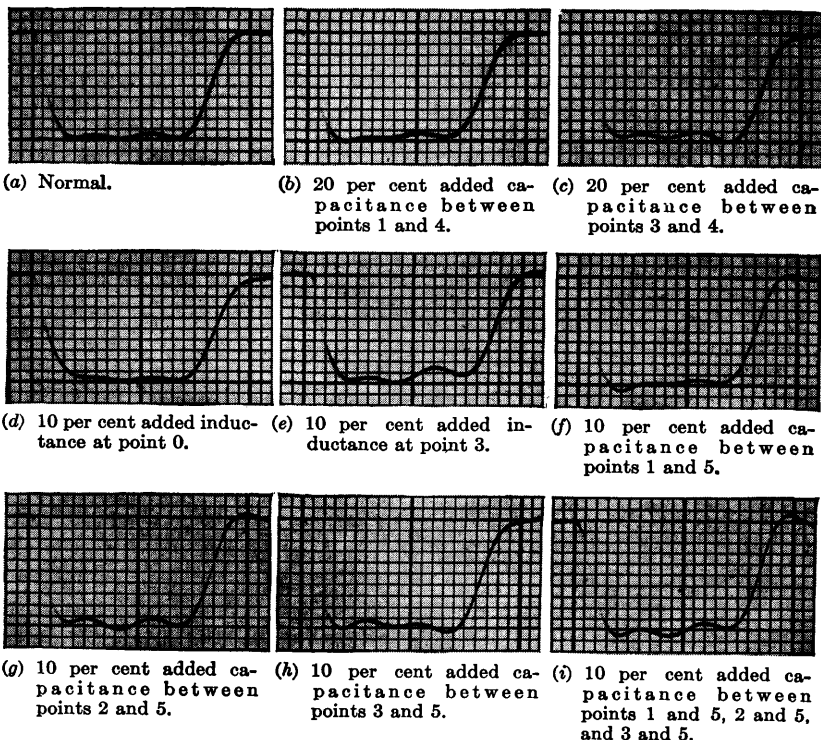 (a) Normal.
(b) 20 per cent added ca-
pacitance between
points 1 and 4.
(c) 20 per cent added ca-
pacitance between
points 3 and 4.
(d) 10 per cent added induc-
tance at point 0.
(e) 10 per cent added in-
ductance at point 3.
(f) 10 per cent added ca-
pacitance between
points 1 and 5.
(g) 10 per cent added ca-
pacitance between
points 2 and 5.
(h) 10 per cent added ca-
pacitance between
points 3 and 5.
(i) 10 per cent added ca-
pacitance between
points 1 and 5, 2 and 5,
and 3 and 5.